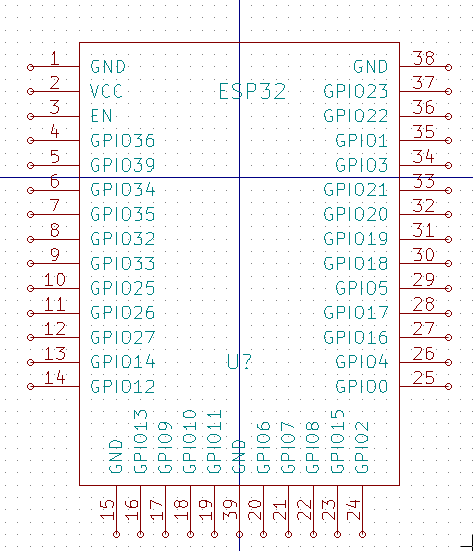 1 GND GND 38
2 VCC ESP32 GPIO23 37
3 EN GPIO22 36
4 GPIO36 GPIO1 35
5 GPIO39 GPIO3 34
6 GPIO34 GPIO21 33
7 GPIO35 GPIO20 32
8 GPIO32 GPIO19 31
9 GPIO33 GPIO18 30
10 GPIO25 GPIO5 29
11 GPIO26 GPIO17 28
12 GPIO27 GPIO16 27
13 GPIO14 U? GPIO4 26
14 GPIO12 GPIO0 25
GND GPIO13 GPIO9 GPIO10 GPIO11 GND GPIO6 GPIO7 GPIO8 GPIO15 GPIO2
15 16 17 18 19 39 20 21 22 23 24